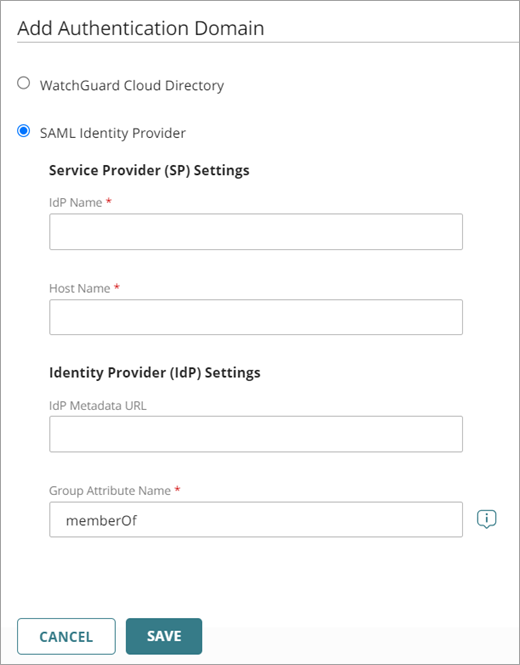 Add Authentication Domain
WatchGuard Cloud Directory
SAML Identity Provider
Service Provider (SP) Settings
IdP Name *
Host Name *
Identity Provider (IdP) Settings
IdP Metadata URL
Group Attribute Name *
memberOf
CANCEL
SAVE